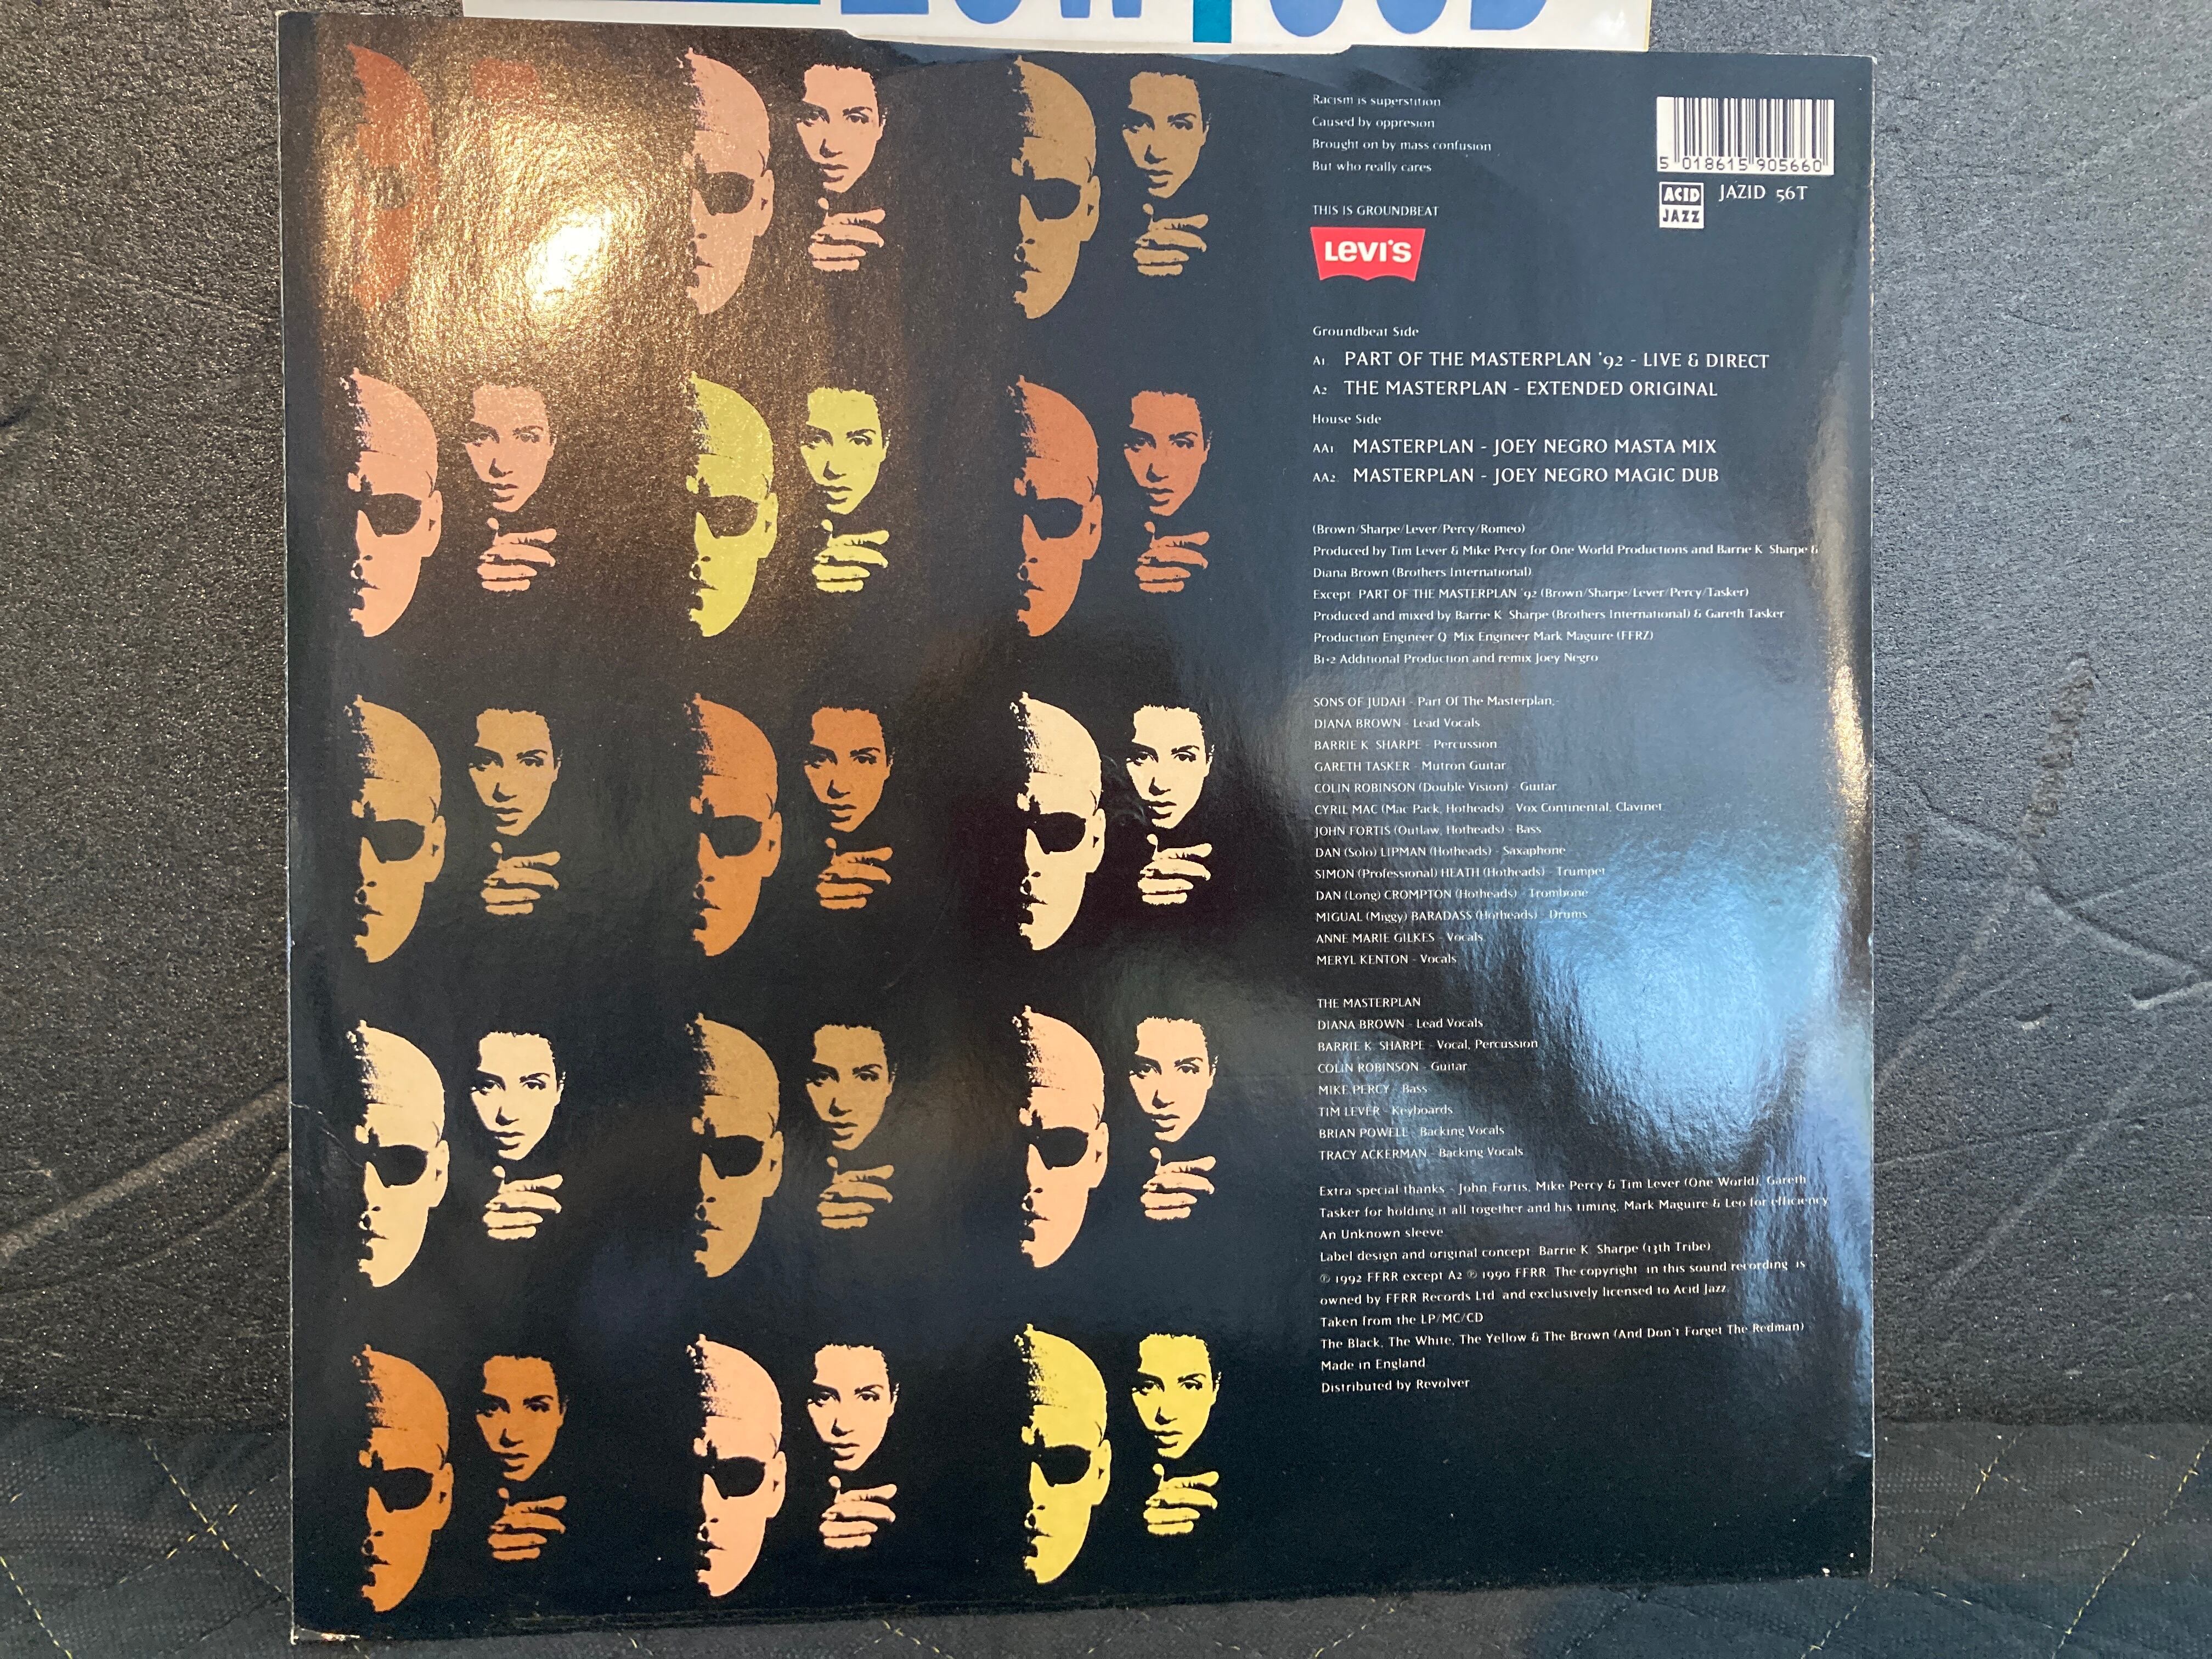 Racism is superstition
Caused by oppresion
Brought on by mass confusion
But who really cares
5 018615 905660
ACID
JAZZ
JAZID 56T
THIS IS GROUNDBEAT
LEVI'S
Groundbeat Side
A1 PART OF THE MASTERPLAN '92 - LIVE & DIRECT
A2 THE MASTERPLAN - EXTENDED ORIGINAL
House Side
AA1 MASTERPLAN - JOEY NEGRO MASTA MIX
AA2 MASTERPLAN - JOEY NEGRO MAGIC DUB
(Brown/Sharpe/Lever/Percy/Romeo)
Produced by Tim Lever & Mike Percy for One World Productions and Barrie K Sharpe &
Diana Brown (Brothers International)
Except PART OF THE MASTERPLAN '92 (Brown/Sharpe/Lever/Percy/Tasker)
Produced and mixed by Barrie K Sharpe (Brothers International) & Gareth Tasker
Production Engineer Q Mix Engineer Mark Maguire (FFRZ)
B1+2 Additional Production and remix Joey Negro
SONS OF JUDAH - Part Of The Masterplan,
DIANA BROWN - Lead Vocals
BARRIE K SHARPE - Percussion
GARETH TASKER - Mutron Guitar
COLIN ROBINSON (Double Vision) - Guitar
CYRIL MAC (Mac Pack, Hotheads) - Vox Continental, Clavinet
JOHN FORTIS (Outlaw, Hotheads) - Bass
DAN (Solo) LIPMAN (Hotheads) - Saxaphone
SIMON (Professional) HEATH (Hotheads) - Trumpet
DAN (Long) CROMPTON (Hotheads) - Trombone
MIGUAL (Miggy) BARADASS (Hotheads) - Drums
ANNE MARIE GILKES - Vocals
MERYL KENTON - Vocals
THE MASTERPLAN
DIANA BROWN - Lead Vocals
BARRIE K SHARPE - Vocal, Percussion
COLIN ROBINSON - Guitar
MIKE PERCY - Bass
TIM LEVER - Keyboards
BRIAN POWELL - Backing Vocals
TRACY ACKERMAN - Backing Vocals
Extra special thanks - John Fortis, Mike Percy & Tim Lever (One World), Gareth
Tasker for holding it all together and his timing, Mark Maguire & Leo for efficiency
An Unknown sleeve
Label design and original concept Barrie K Sharpe (13th Tribe)
℗ 1992 FFRR except A2 ℗ 1990 FFRR The copyright in this sound recording is
owned by FFRR Records Ltd and exclusively licensed to Acid Jazz
Taken from the LP/MC/CD
The Black, The White, The Yellow & The Brown (And Don't Forget The Redman)
Made in England
Distributed by Revolver